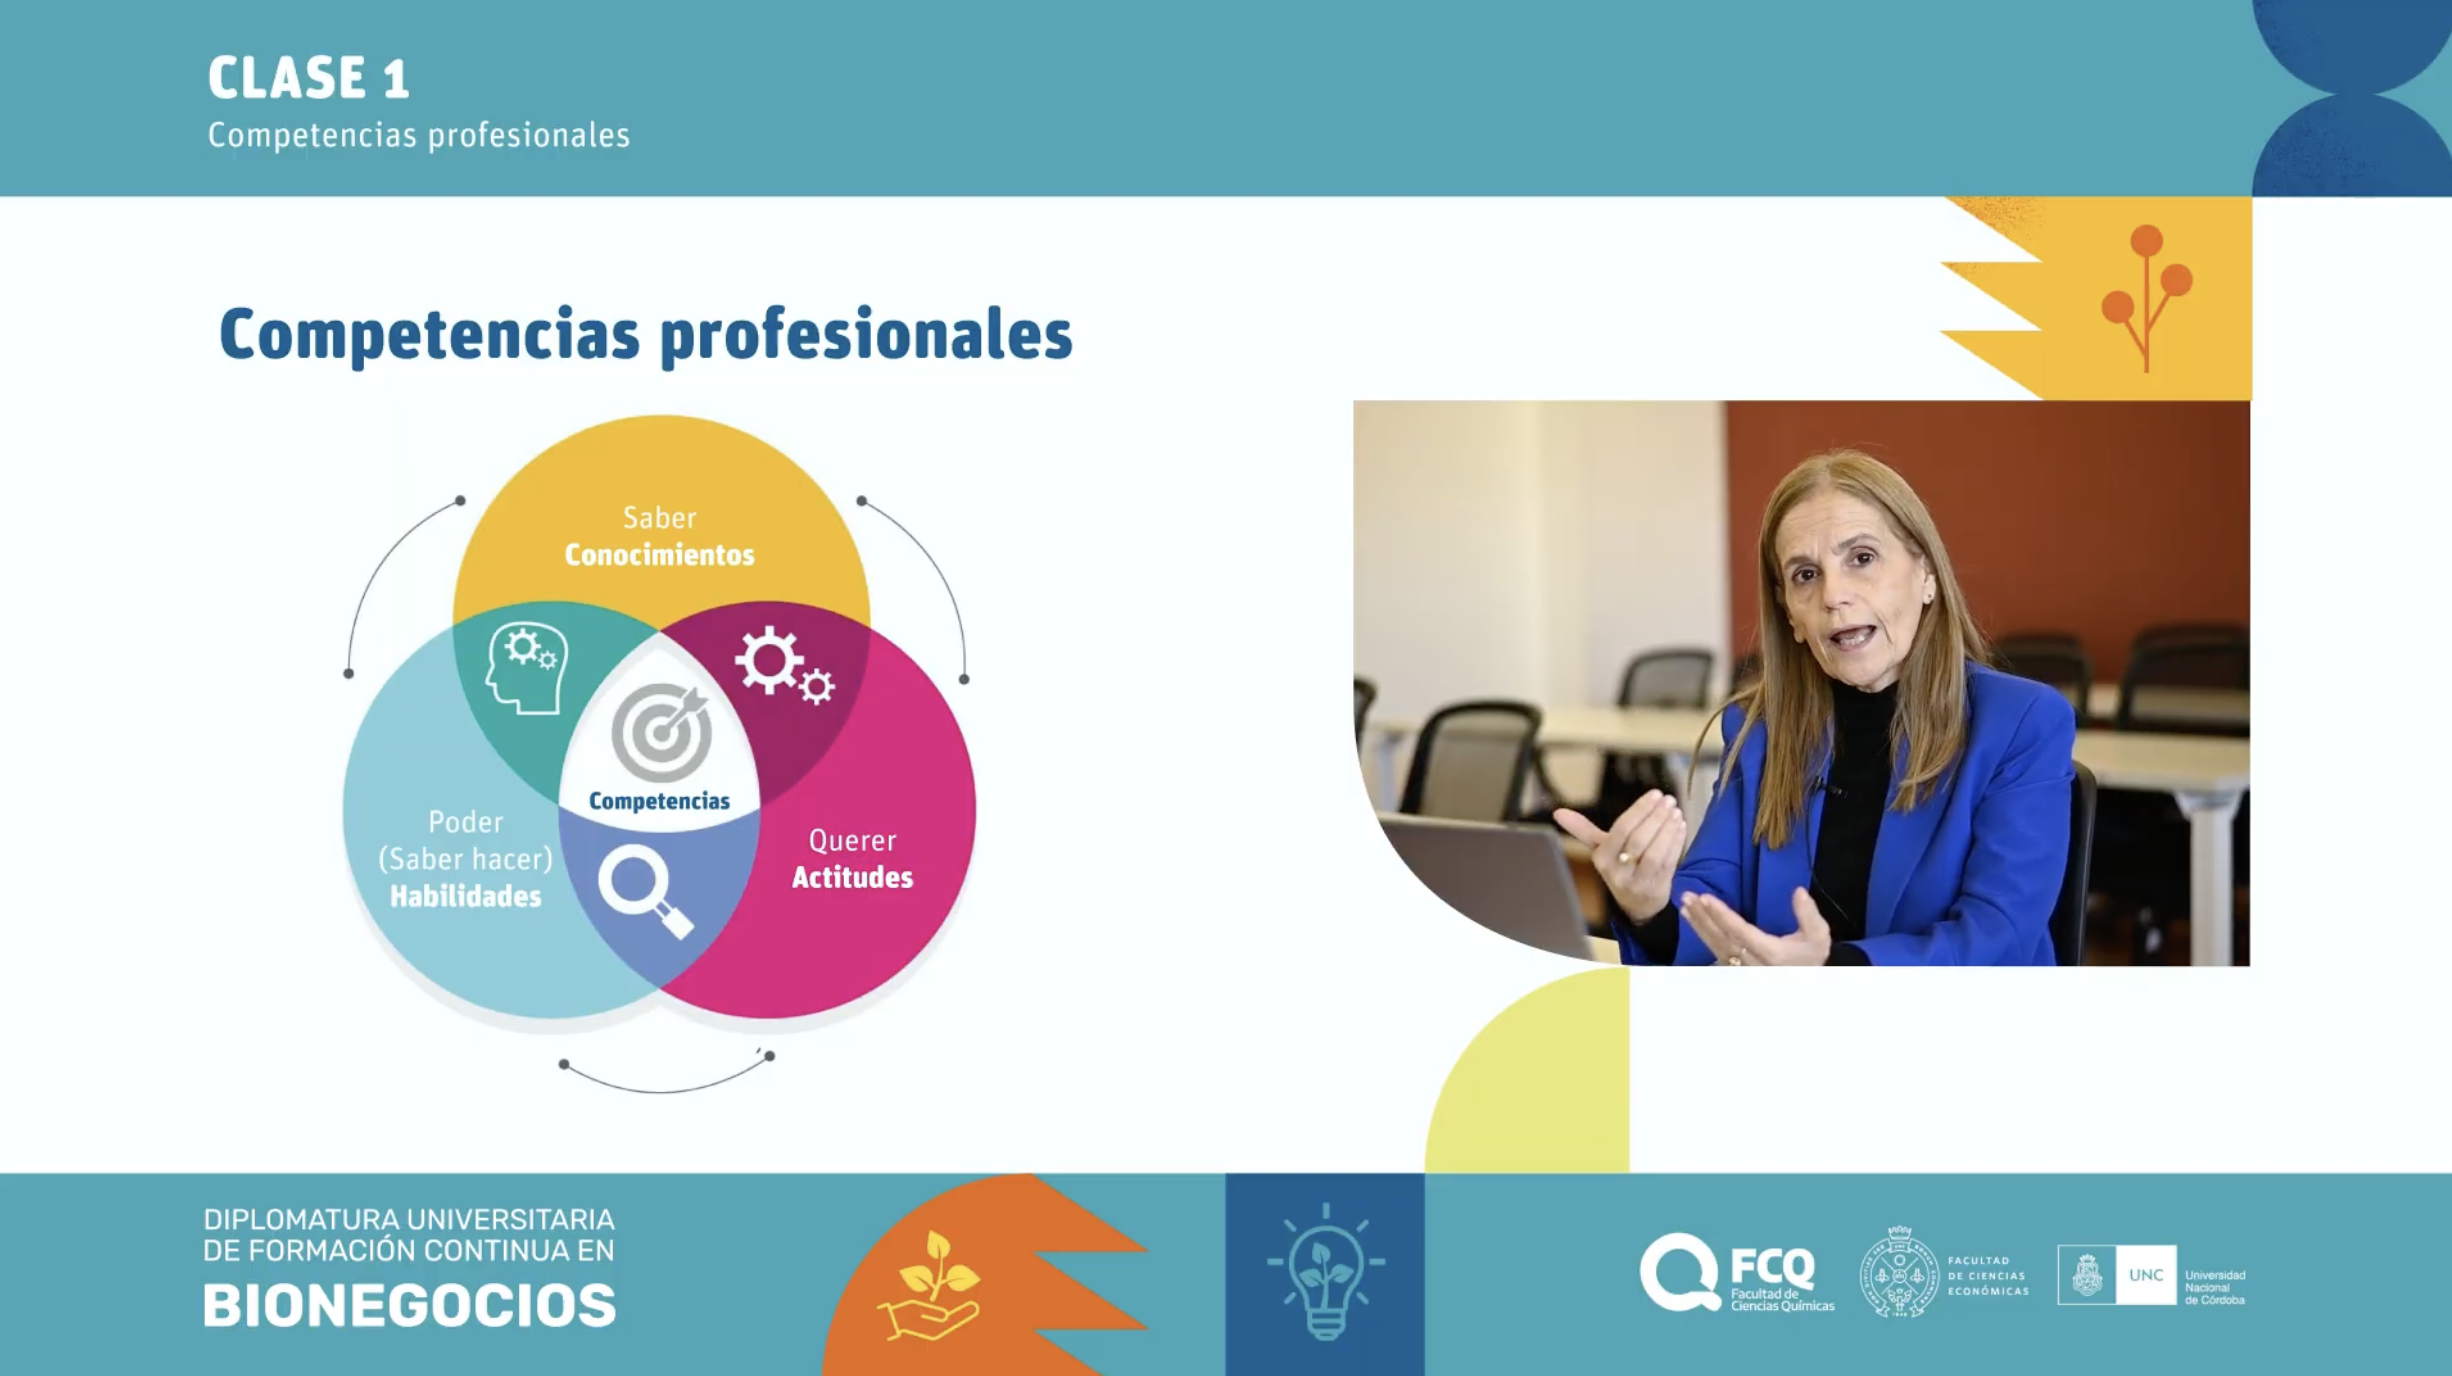 CLASE 1
Competencias profesionales
Competencias profesionales
Saber
Conocimientos
Competencias
Poder
(Saber hacer)
Habilidades
Querer
Actitudes
DIPLOMATURA UNIVERSITARIA
DE FORMACIÓN CONTINUA EN
BIONEGOCIOS
FCQ
Facultad de
Ciencias Químicas
FACULTAD
DE CIENCIAS
ECONÓMICAS
UNC
Universidad
Nacional
de Córdoba